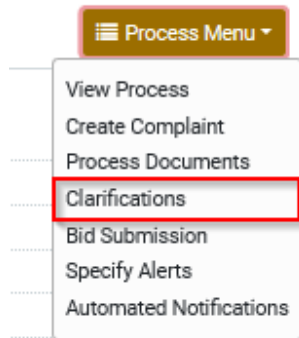 Process Menu
View Process
Create Complaint
Process Documents
Clarifications
Bid Submission
Specify Alerts
Automated Notifications